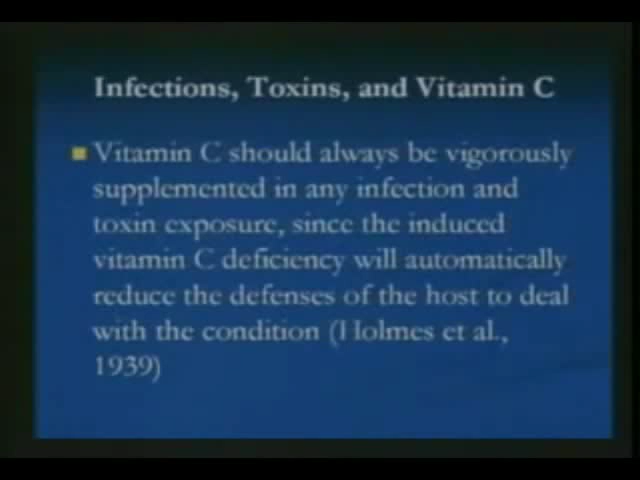 Infections, Toxins, and Vitamin C
Vitamin C should always be vigorously
supplemented in any infection and
toxin exposure, since the induced
vitamin C deficiency will automatically
reduce the defenses of the host to deal
with the condition (Holmes et al.,
1939)